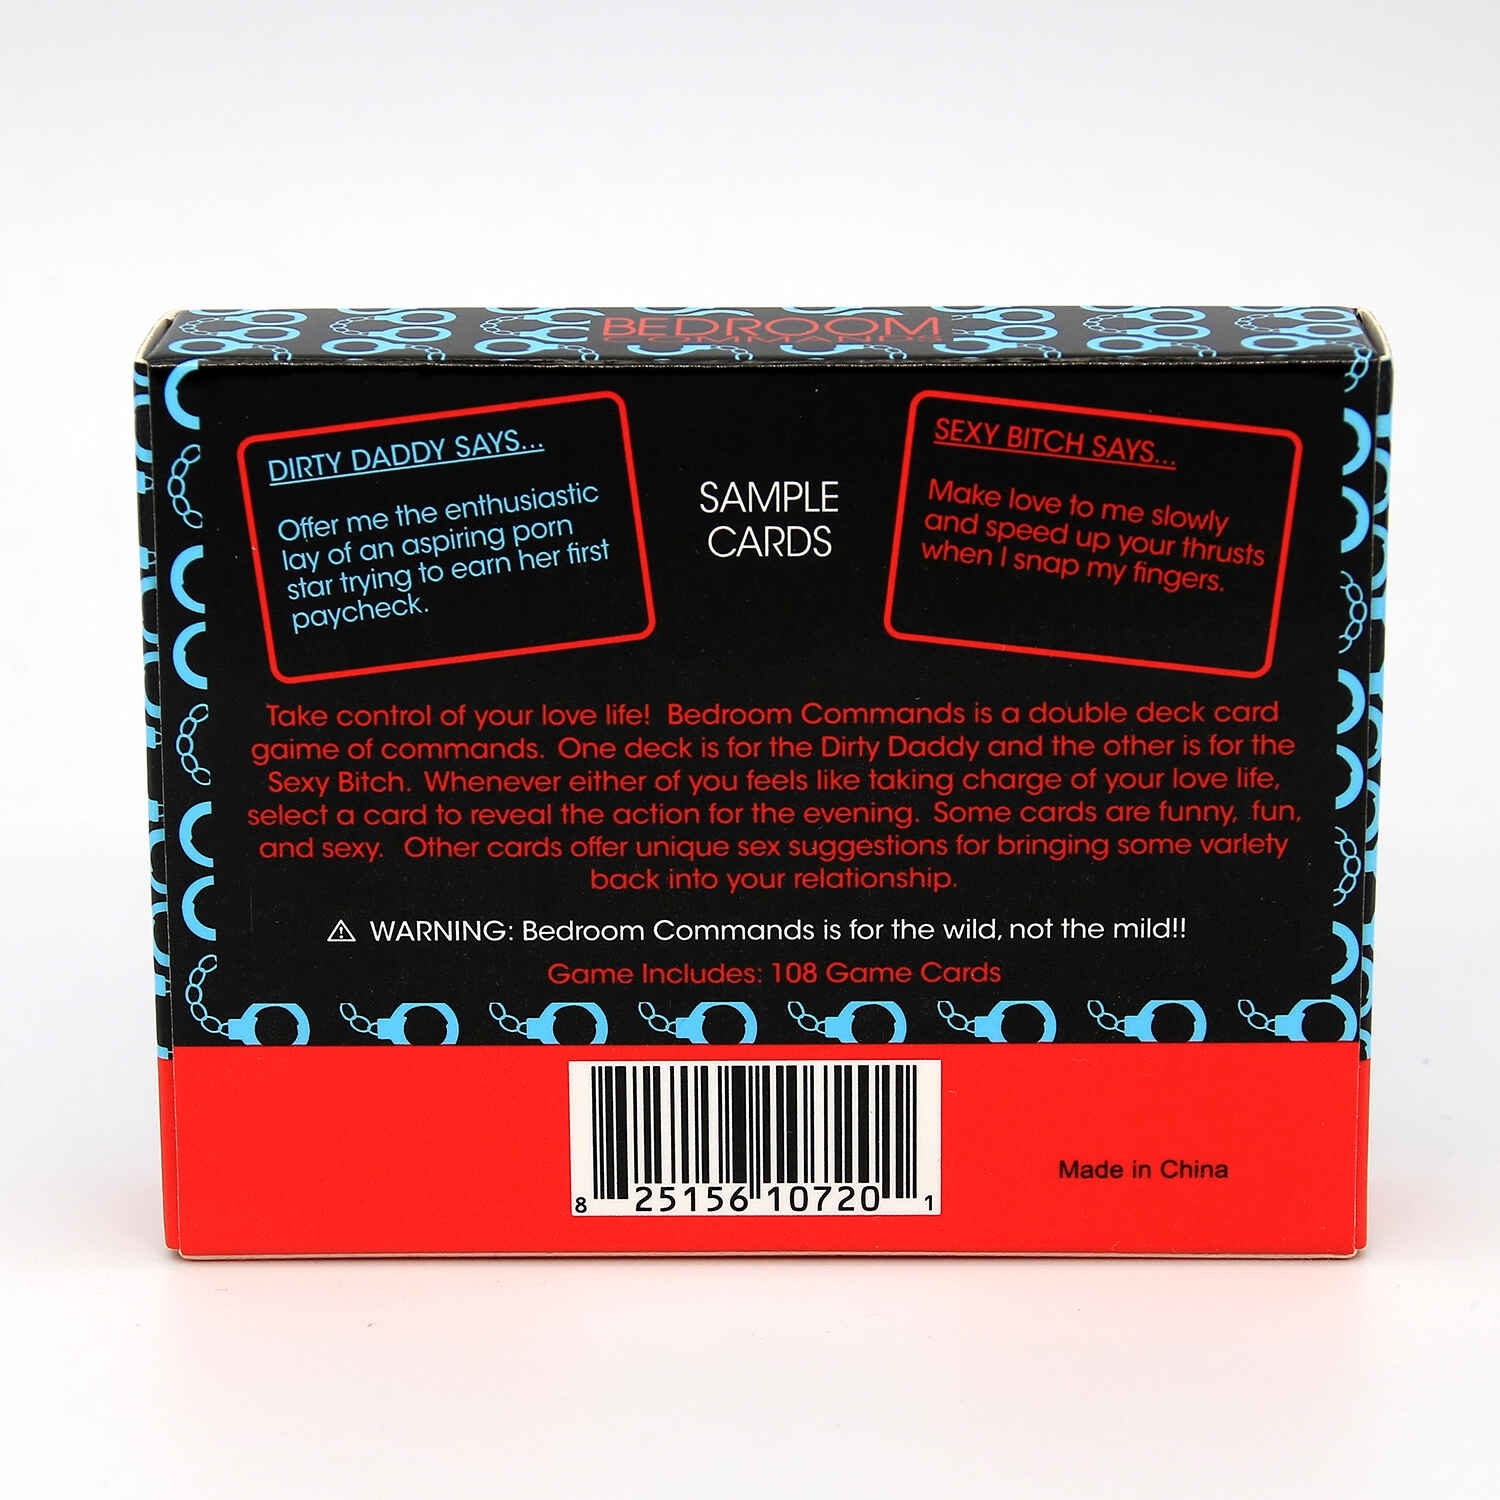 BEDROOM
COMMANDS
DIRTY DADDY SAYS...
Offer me the enthusiastic
lay of an aspiring porn
star trying to earn her first
paycheck.
SAMPLE
CARDS
SEXY BITCH SAYS...
Make love to me slowly
and speed up your thrusts
when I snap my fingers.
Take control of your love life! Bedroom Commands is a double deck card
gaime of commands. One deck is for the Dirty Daddy and the other is for the
Sexy Bitch. Whenever either of you feels like taking charge of your love life,
select a card to reveal the action for the evening. Some cards are funny, fun,
and sexy. Other cards offer unique sex suggestions for bringing some varlety
back into your relationship.
⚠ WARNING: Bedroom Commands is for the wild, not the mild!!
Game Includes: 108 Game Cards
8 25156 10720 1
Made in China